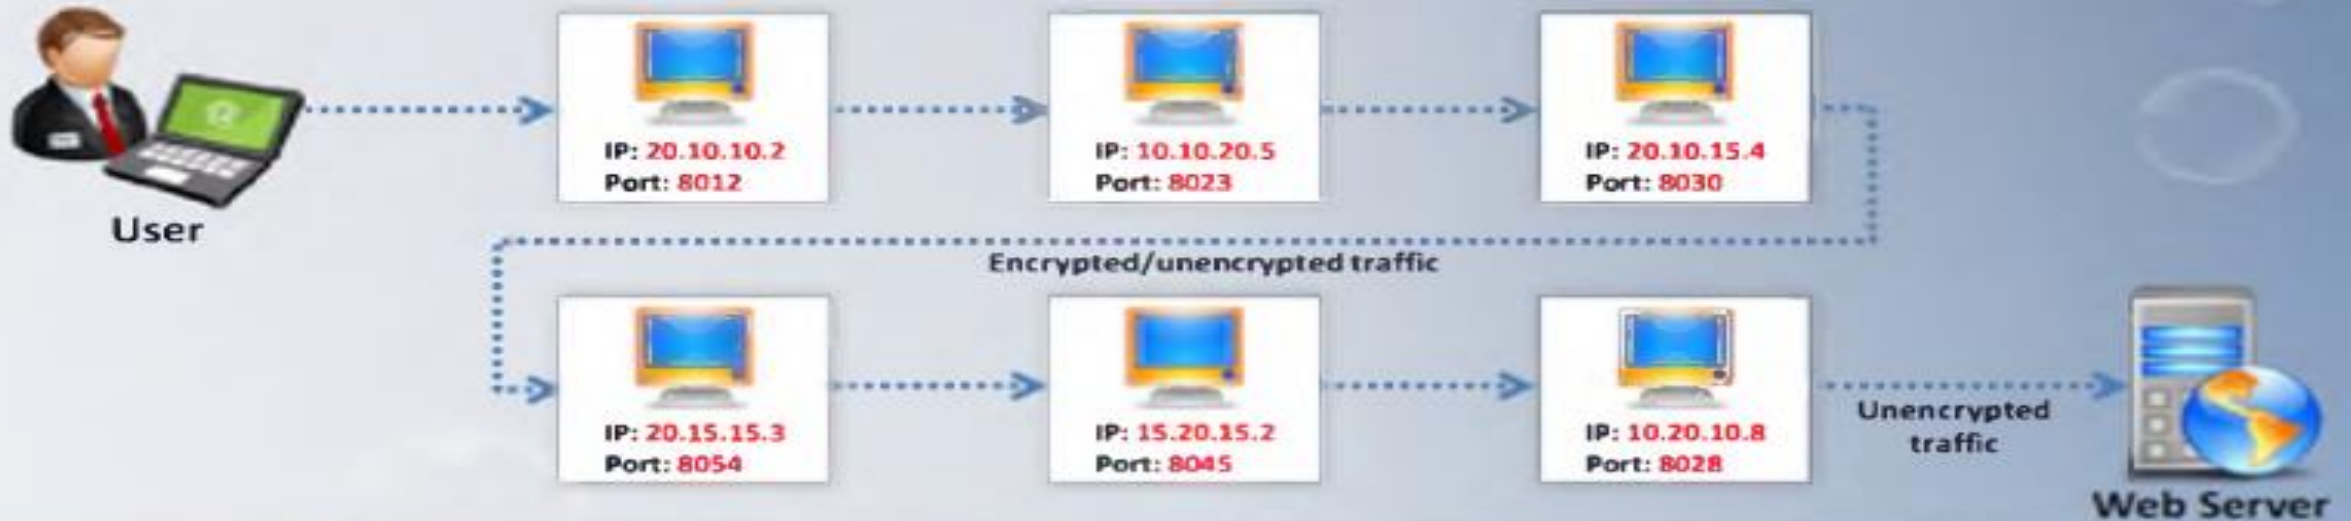 IP: 20.10.10.2
Port: 8012
IP: 10.10.20.5
Port: 8023
IP: 20.10.15.4
Port: 8030
User
Encrypted/unencrypted traffic
IP: 20.15.15.3
Port: 8054
IP: 15.20.15.2
Port: 8045
IP: 10.20.10.8
Port: 8028
Unencrypted
traffic
Web Server